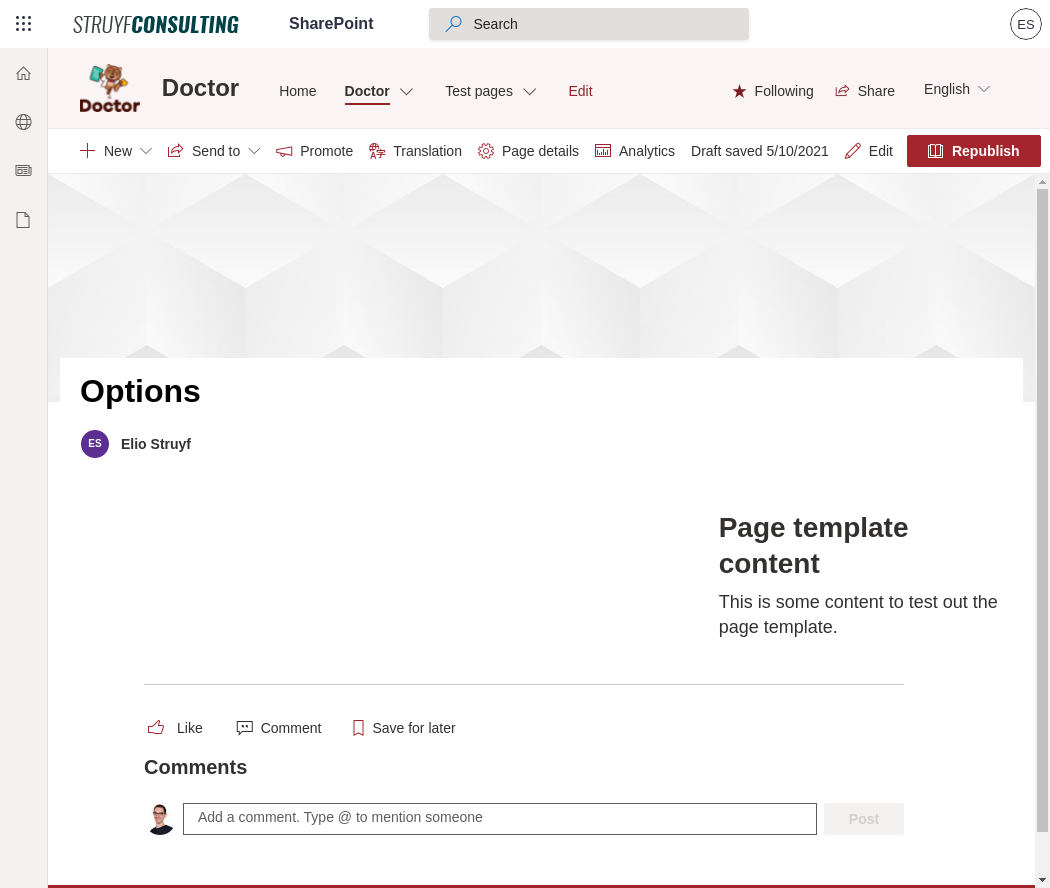 STRUYFCONSULTING SharePoint Search ES
Doctor Doctor Home Doctor Test pages Edit Following Share English
New Send to Promote Translation Page details Analytics Draft saved 5/10/2021 Edit Republish
Options
ES Elio Struyf
Page template
content
This is some content to test out the
page template.
Like Comment Save for later
Comments
Add a comment. Type @ to mention someone Post